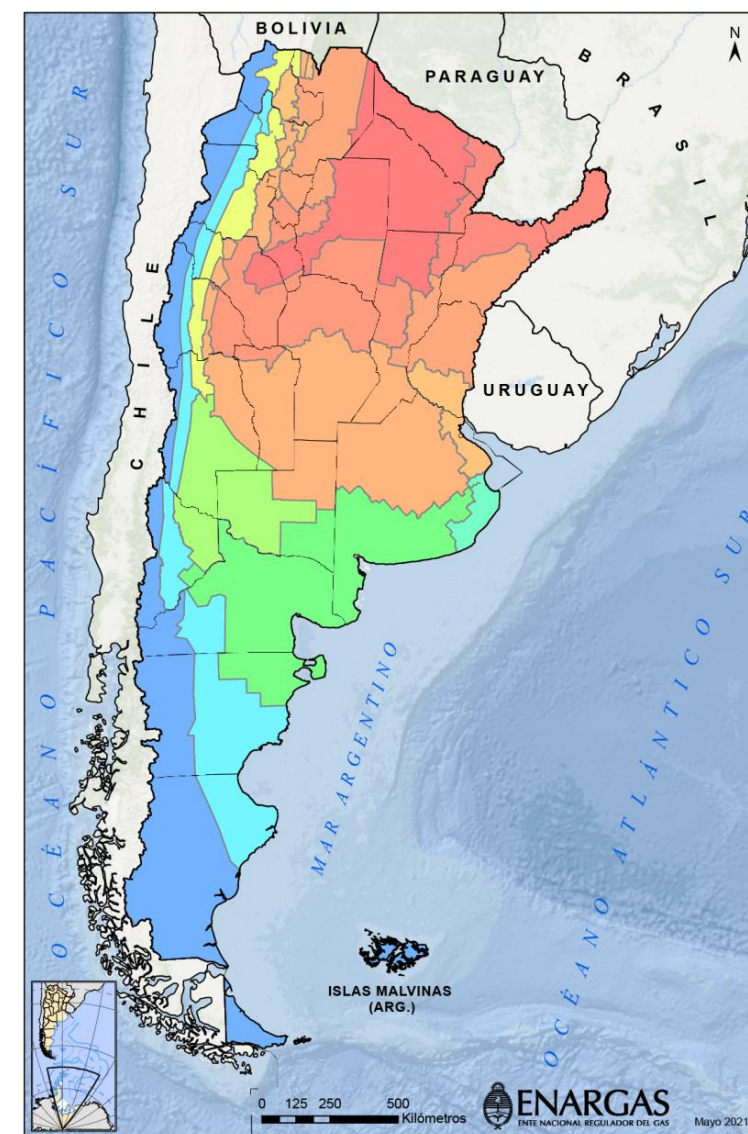 BOLIVIA
N
PARAGUAY
BRASIL
CHILE
URUGUAY
OCÉANO PACÍFICO SUR
MAR ARGENTINO
OCÉANO ATLÁNTICO SUR
ISLAS MALVINAS
(ARG.)
0 125 250 500
Kilómetros
ENARGAS
ENTE NACIONAL REGULADOR DEL GAS
Mayo 2021